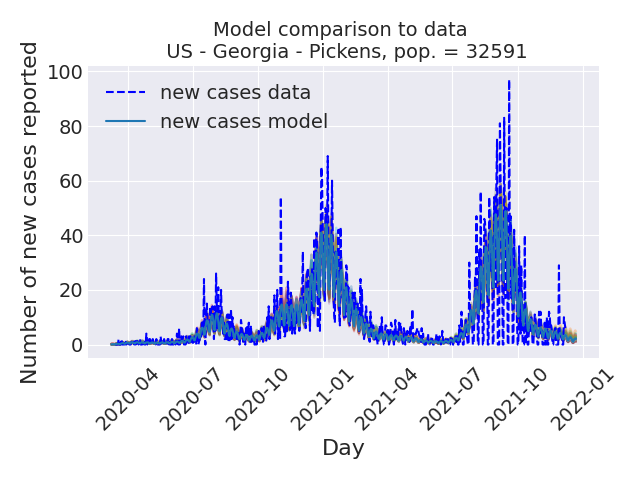 Model comparison to data
US - Georgia - Pickens, pop. = 32591
Number of new cases reported
100
80
60
40
20
0
new cases data
new cases model
2020-04
2020-07
2020-10
2021-01
2021-04
2021-07
2021-10
2022-01
Day